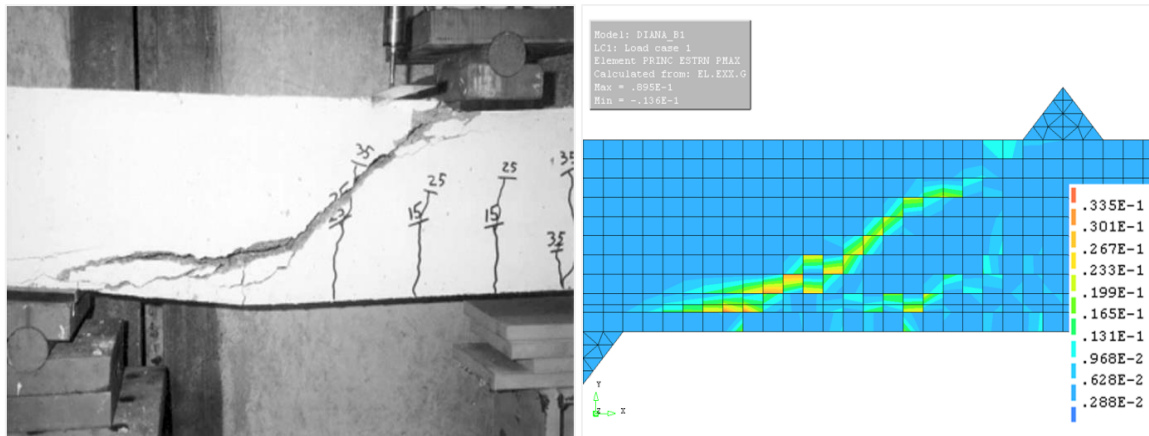 35
25
25
35
25
23
15
15
35
Model: DIANA_B1
LC1: Load case 1
Element PRINC ESTRN PMAX
Calculated from: EL.EXX.G
Max = .895E-1
Min = -.136E-1
.335E-1
.301E-1
.267E-1
.233E-1
.199E-1
.165E-1
.131E-1
.968E-2
.628E-2
.288E-2
Y
Z X